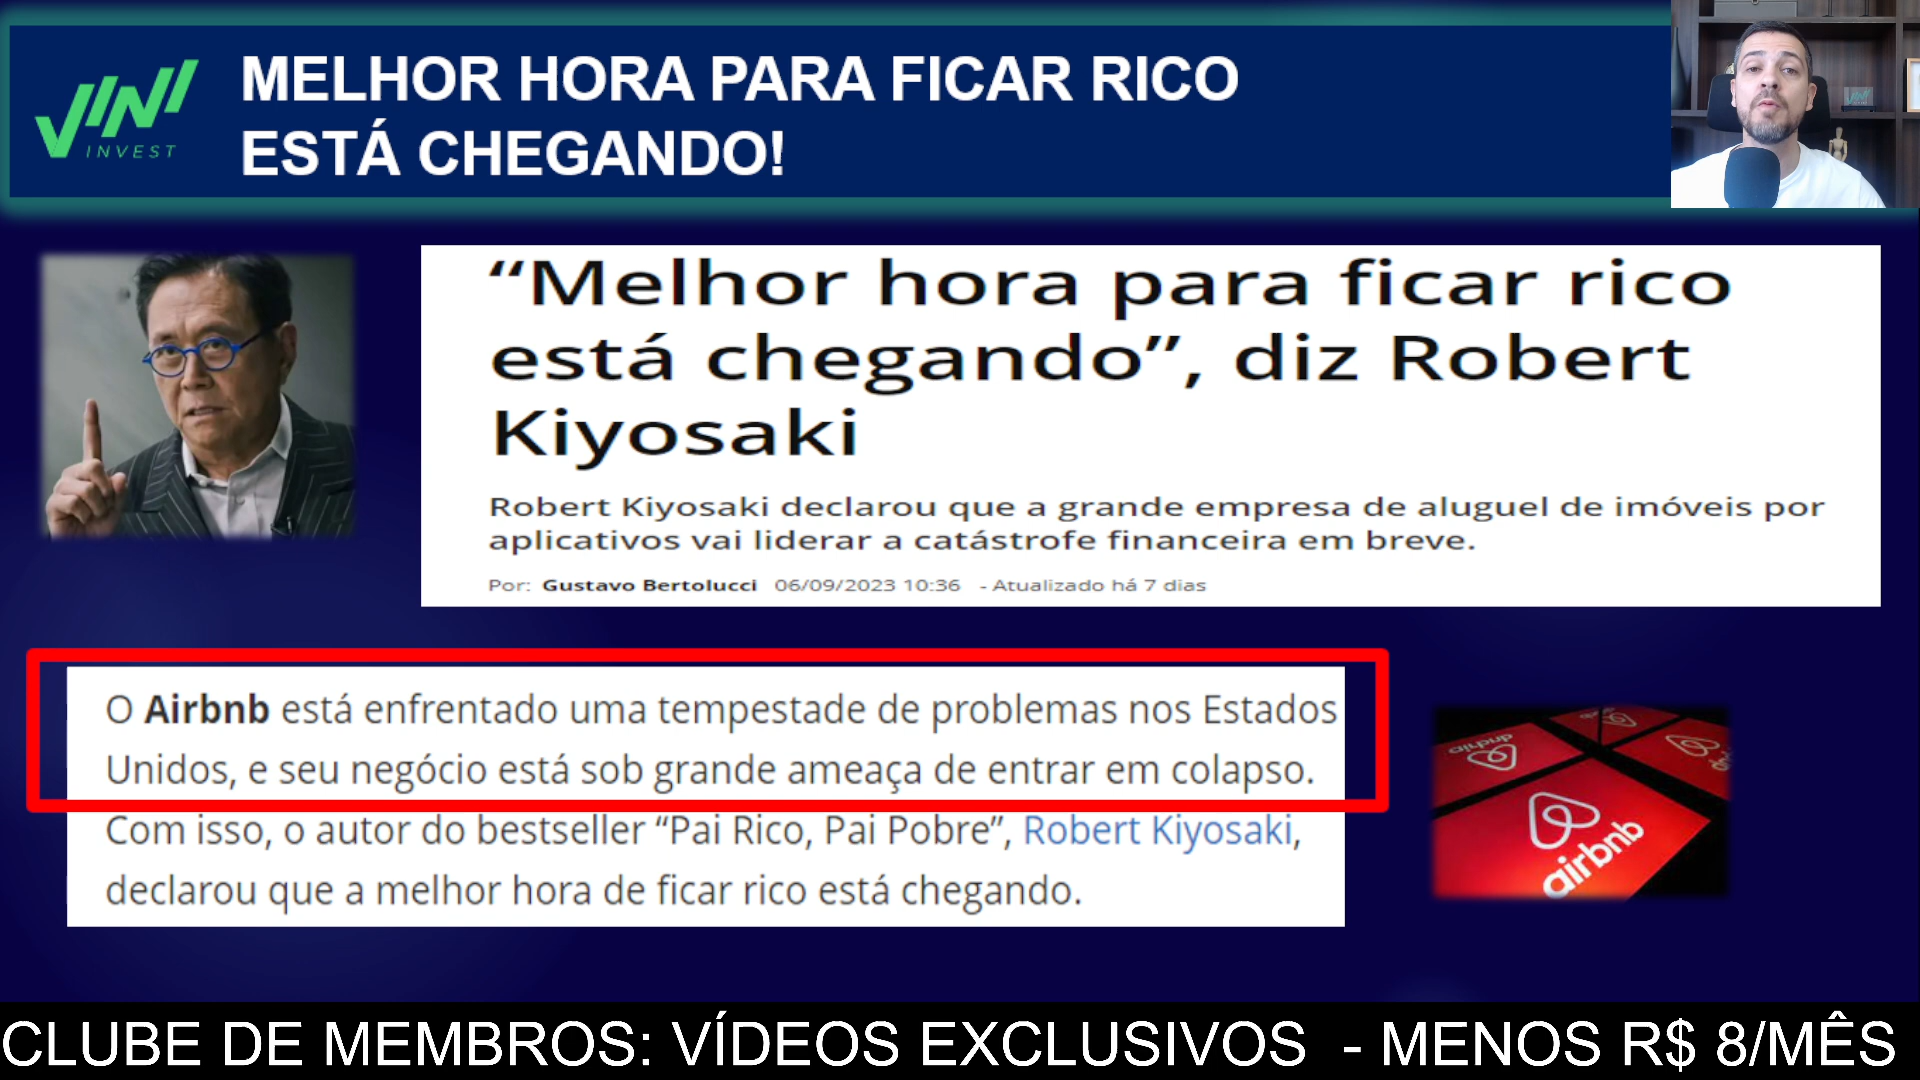 VINI
INVEST
MELHOR HORA PARA FICAR RICO
ESTÁ CHEGANDO!
“Melhor hora para ficar rico
está chegando”, diz Robert
Kiyosaki
Robert Kiyosaki declarou que a grande empresa de aluguel de imóveis por
aplicativos vai liderar a catástrofe financeira em breve.
Por: Gustavo Bertolucci 06/09/2023 10:36 - Atualizado há 7 dias
O Airbnb está enfrentado uma tempestade de problemas nos Estados
Unidos, e seu negócio está sob grande ameaça de entrar em colapso.
Com isso, o autor do bestseller “Pai Rico, Pai Pobre”, Robert Kiyosaki,
declarou que a melhor hora de ficar rico está chegando.
airbnb
airbnb
CLUBE DE MEMBROS: VÍDEOS EXCLUSIVOS - MENOS R$ 8/MÊS